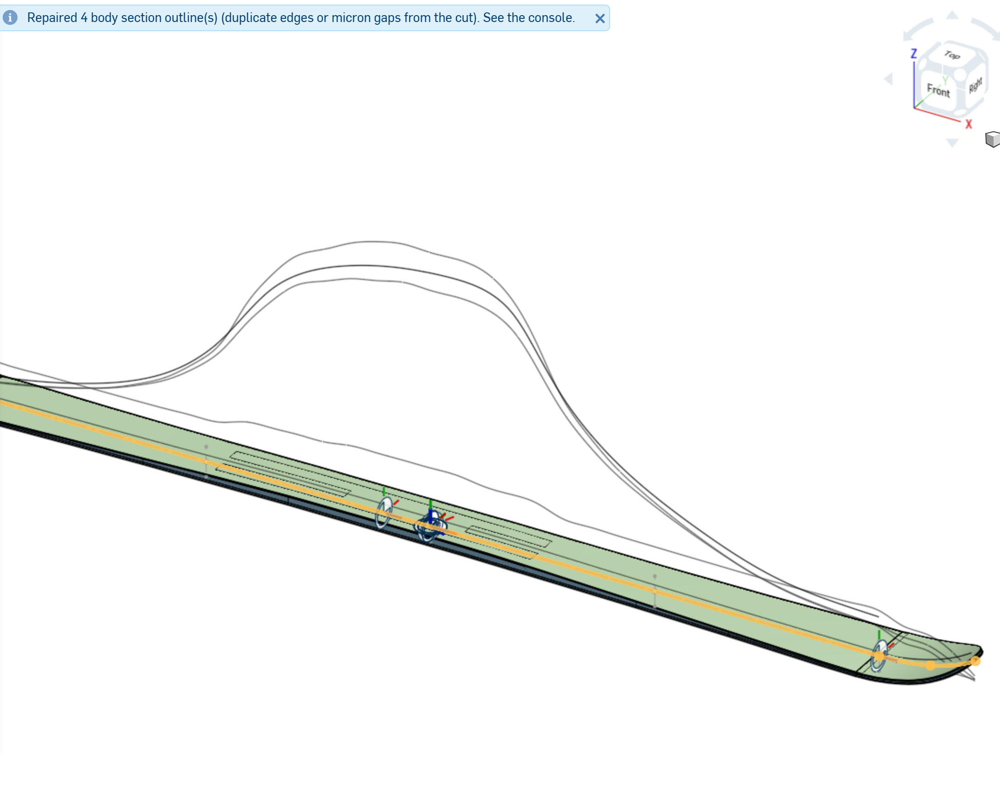 Repaired 4 body section outline(s) (duplicate edges or micron gaps from the cut). See the console.
Z
Top
Y
Front
Right
X